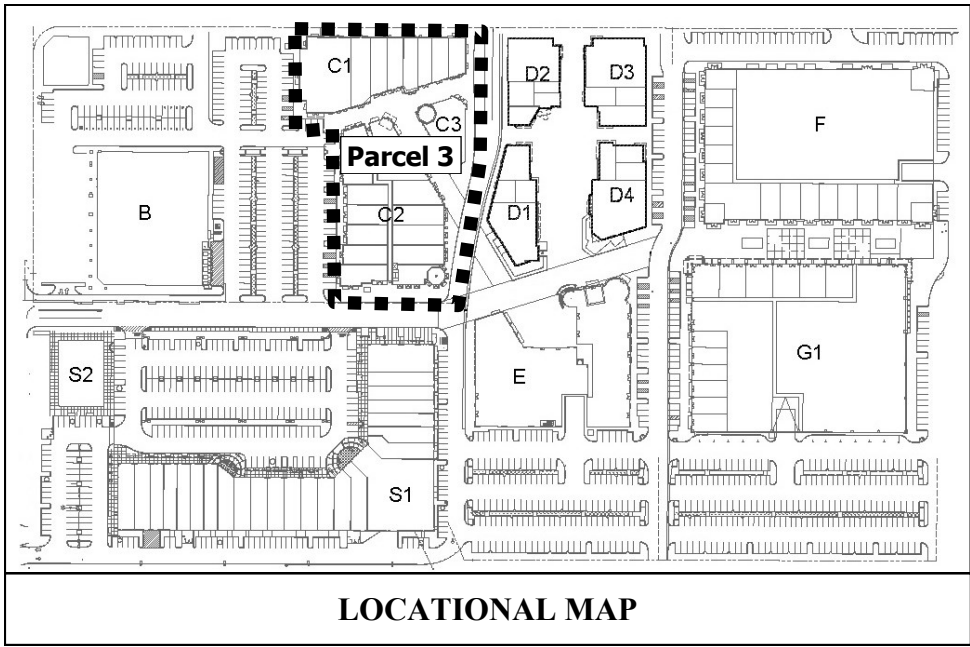 C1
D2
D3
C3
F
Parcel 3
B
C2
D1
D4
S2
E
G1
S1
LOCATIONAL MAP